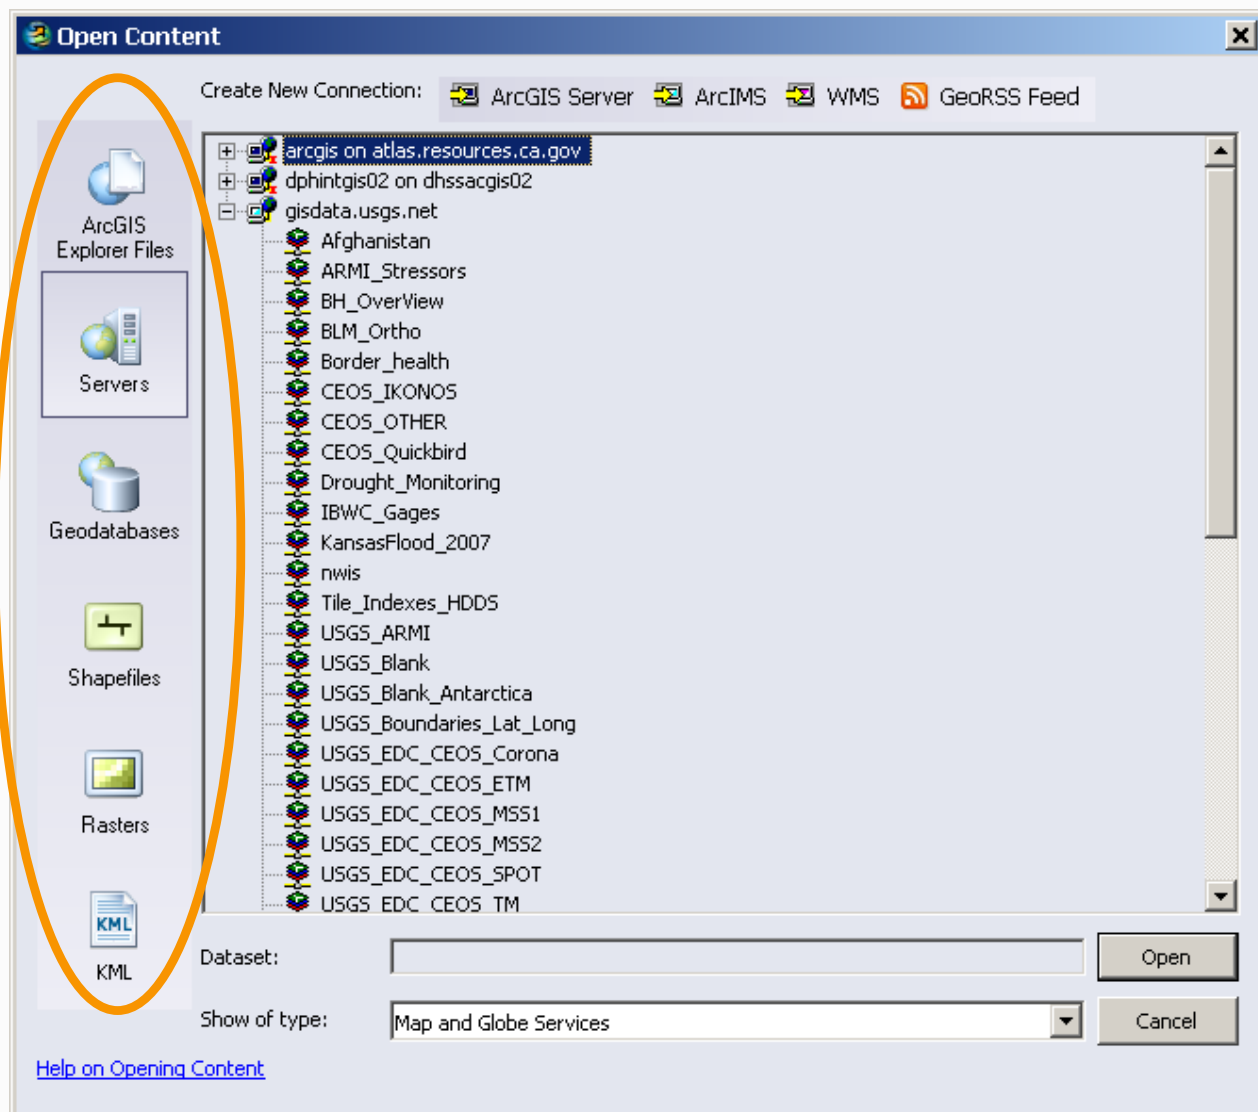 Open Content
Create New Connection: ArcGIS Server ArcIMS WMS GeoRSS Feed
ArcGIS
Explorer Files
Servers
Geodatabases
Shapefiles
Rasters
KML
KML
arcgis on atlas.resources.ca.gov
dphintgis02 on dhssacgis02
gisdata.usgs.net
Afghanistan
ARMI_Stressors
BH_OverView
BLM_Ortho
Border_health
CEOS_IKONOS
CEOS_OTHER
CEOS_Quickbird
Drought_Monitoring
IBWC_Gages
KansasFlood_2007
nwis
Tile_Indexes_HDDS
USGS_ARMI
USGS_Blank
USGS_Blank_Antarctica
USGS_Boundaries_Lat_Long
USGS_EDC_CEOS_Corona
USGS_EDC_CEOS_ETM
USGS_EDC_CEOS_MSS1
USGS_EDC_CEOS_MSS2
USGS_EDC_CEOS_SPOT
USGS_EDC_CEOS_TM
Dataset:
Open
Show of type: Map and Globe Services
Cancel
Help on Opening Content